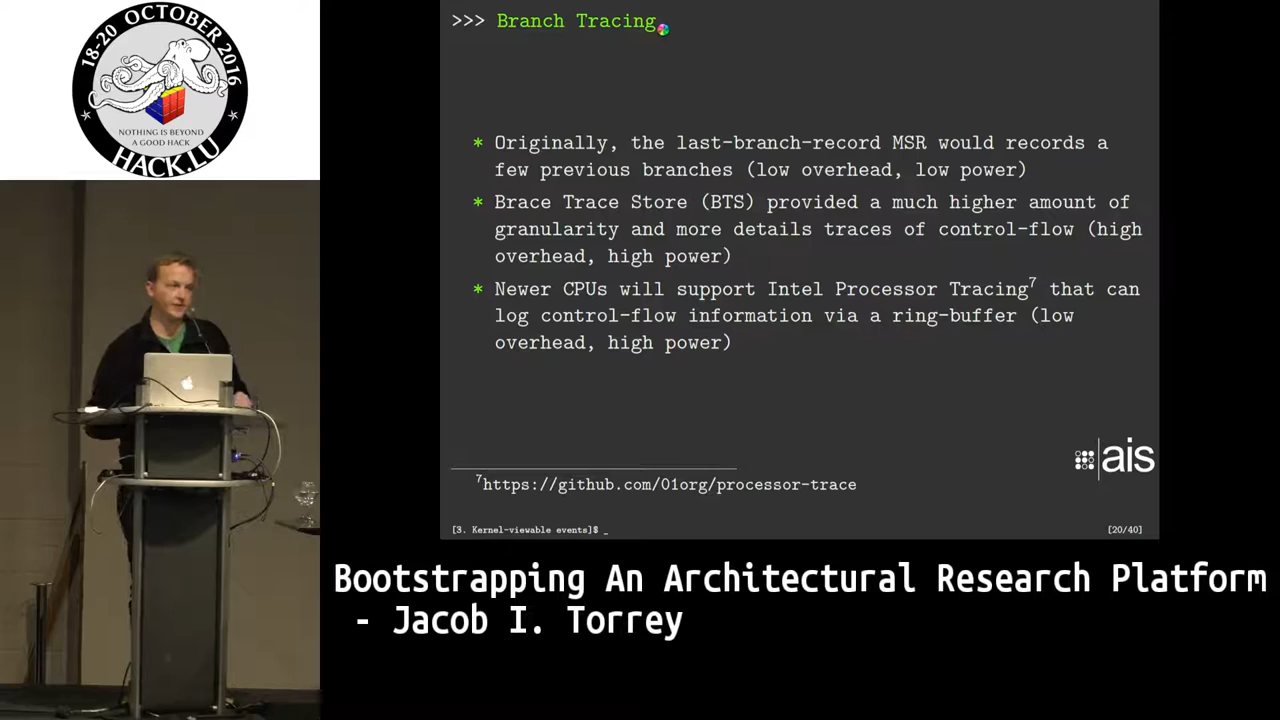 18-20 OCTOBER 2016
NOTHING IS BEYOND
A GOOD HACK
HACK.LU
>>> Branch Tracing
* Originally, the last-branch-record MSR would records a
few previous branches (low overhead, low power)
* Brace Trace Store (BTS) provided a much higher amount of
granularity and more details traces of control-flow (high
overhead, high power)
* Newer CPUs will support Intel Processor Tracing7 that can
log control-flow information via a ring-buffer (low
overhead, high power)
ais
7https://github.com/01org/processor-trace
[3. Kernel-viewable events]$ _
[20/40]
Bootstrapping An Architectural Research Platform
- Jacob I. Torrey